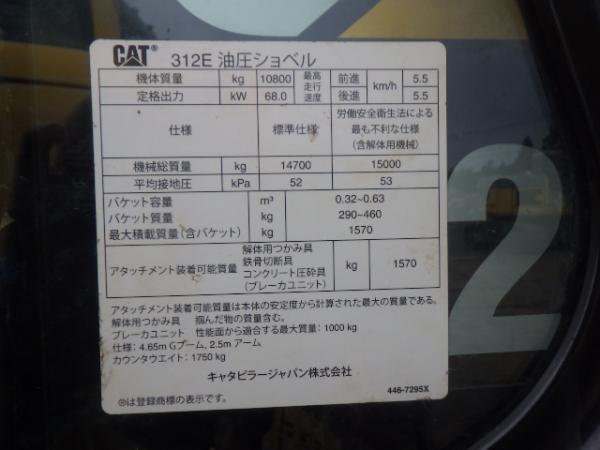 CAT® 312E 油圧ショベル
機体質量 kg 10800 最高走行速度 前進 km/h 5.5
定格出力 kW 68.0 後進 5.5
仕様 標準仕様 労働安全衛生法による最も不利な仕様(含解体用機械)
機械総質量 kg 14700 15000
平均接地圧 kPa 52 53
バケット容量 m³ 0.32~0.63
バケット質量 kg 290~460
最大積載質量(含バケット) kg 1570
アタッチメント装着可能質量 解体用つかみ具 kg 1570
鉄骨切断具
コンクリート圧砕具
(ブレーカユニット)
アタッチメント装着可能質量は本体の安定度から計算された最大の質量である。
解体用つかみ具 掴んだ物の質量含む。
ブレーカユニット 性能面から適合する最大質量: 1000 kg
仕様: 4.65m Gブーム, 2.5m アーム
カウンタウエイト: 1750 kg
キャタピラージャパン株式会社
446-7295X
®は登録商標の表示です。
2